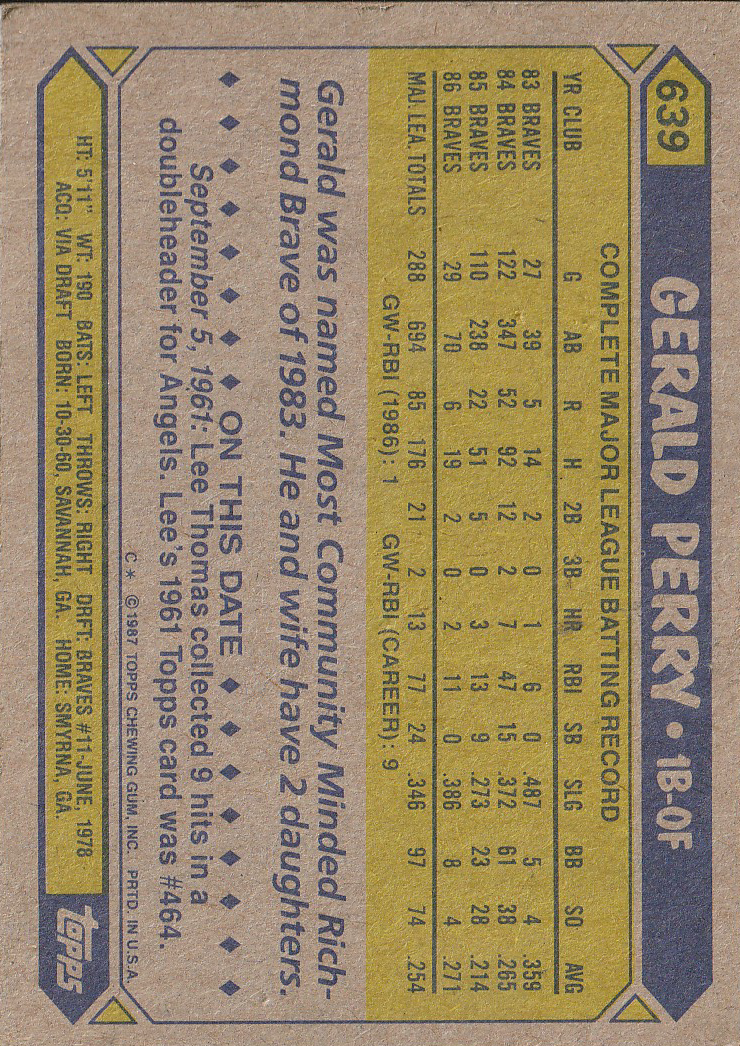 639
GERALD PERRY • 1B-OF
COMPLETE MAJOR LEAGUE BATTING RECORD
YR CLUB G AB R H 2B 3B HR RBI SB SLG BB SO AVG
83 BRAVES 27 39 5 14 2 0 1 6 0 .487 5 4 .359
84 BRAVES 122 347 52 92 12 2 7 47 15 .372 61 38 .265
85 BRAVES 110 238 22 51 5 0 3 13 9 .273 23 28 .214
86 BRAVES 29 70 6 19 2 0 2 11 0 .386 8 4 .271
MAJ. LEA. TOTALS 288 694 85 176 21 2 13 77 24 .346 97 74 .254
GW-RBI (1986): 1 GW-RBI (CAREER): 9
Gerald was named Most Community Minded Rich-
mond Brave of 1983. He and wife have 2 daughters.
◆ ◆ ◆ ◆ ◆ ◆ ◆ ◆ ON THIS DATE ◆ ◆ ◆ ◆ ◆ ◆ ◆ ◆
September 5, 1961: Lee Thomas collected 9 hits in a
doubleheader for Angels. Lee's 1961 Topps card was #464.
C * © 1987 TOPPS CHEWING GUM, INC. PRTD. IN U.S.A.
HT: 5'11" WT: 190 BATS: LEFT THROWS: RIGHT DRFT: BRAVES #11-JUNE, 1978
ACQ: VIA DRAFT BORN: 10-30-60, SAVANNAH, GA. HOME: SMYRNA, GA.
topps